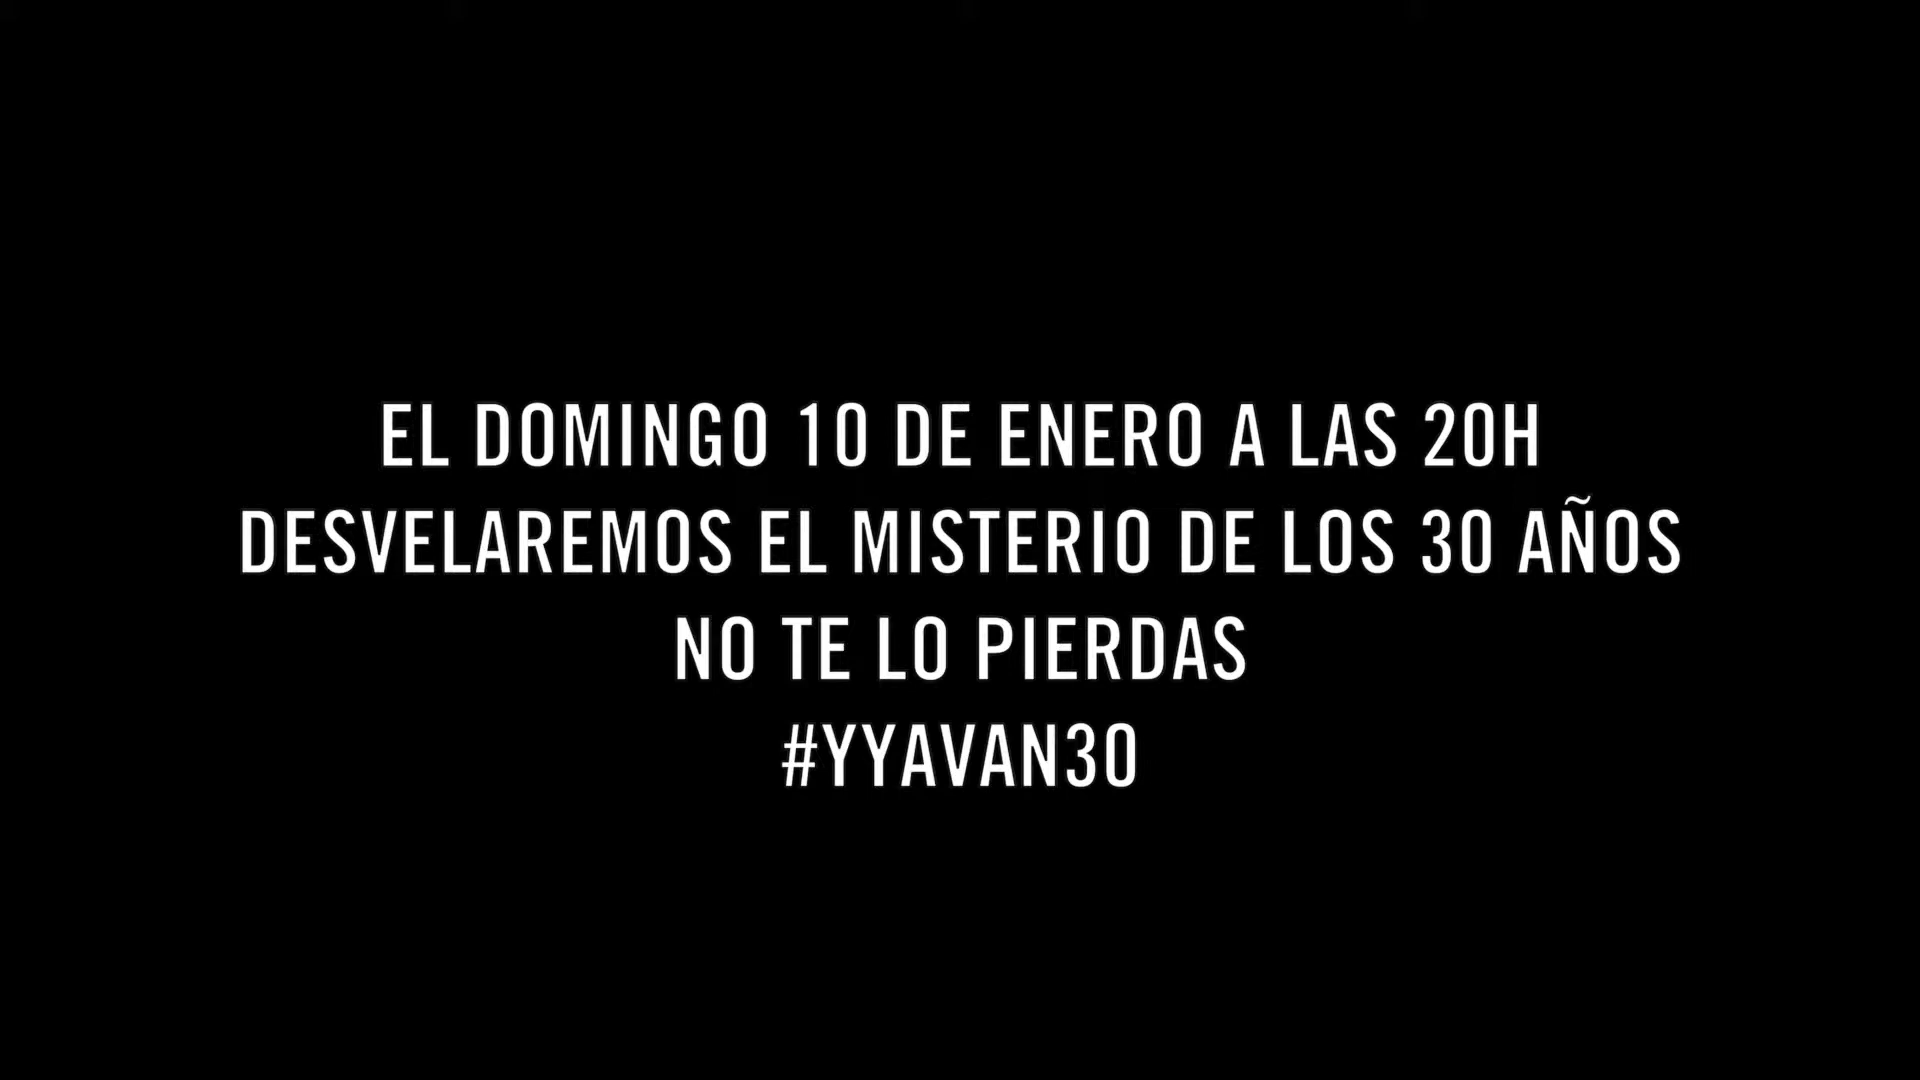 EL DOMINGO 10 DE ENERO A LAS 20H
DESVELAREMOS EL MISTERIO DE LOS 30 AÑOS
NO TE LO PIERDAS
#YYAVAN30